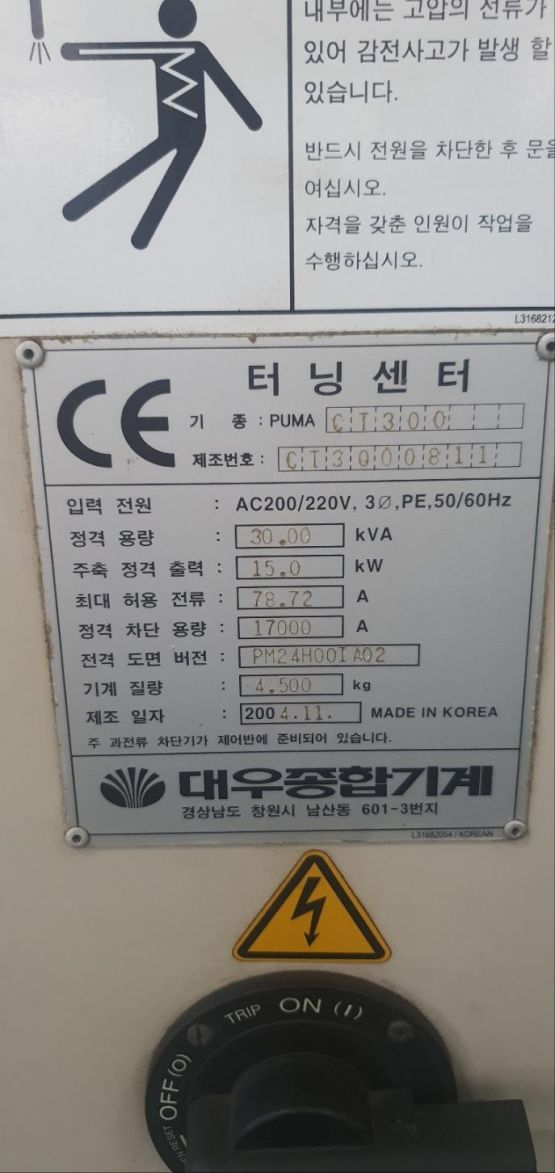 내부에는 고압의 전류가
있어 감전사고가 발생 할
있습니다.
반드시 전원을 차단한 후 문을
여십시오.
자격을 갖춘 인원이 작업을
수행하십시오.
L3168212
CE
터닝센터
기 종 : PUMA CT300
제조번호 : CT3000811
입력 전원 : AC200/220V, 3Ø,PE,50/60Hz
정격 용량 : 30.00 kVA
주축 정격 출력 : 15.0 kW
최대 허용 전류 : 78.72 A
정격 차단 용량 : 17000 A
전격 도면 버전 : PM24H00IA02
기계 질량 : 4.500 kg
제조 일자 : 2004.11. MADE IN KOREA
주 과전류 차단기가 제어반에 준비되어 있습니다.
대우종합기계
경상남도 창원시 남산동 601-3번지
L31682054 / KOREAN
TRIP ON (I)
OFF (O)
RESET